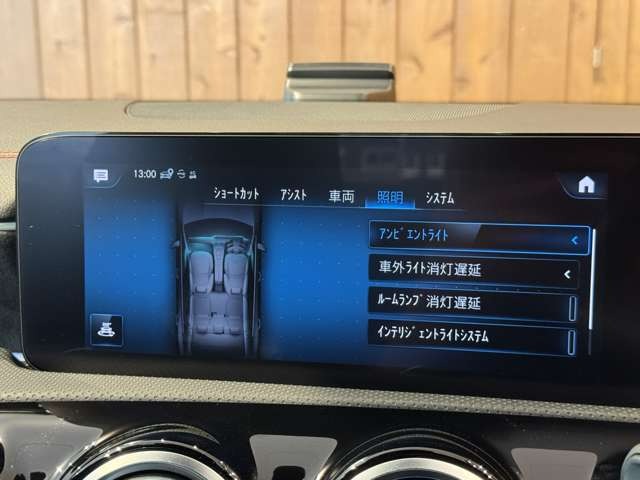 13:00
ショートカット アシスト 車両 照明 システム
アンビエントライト
車外ライト消灯遅延
ルームランプ消灯遅延
インテリジェントライトシステム